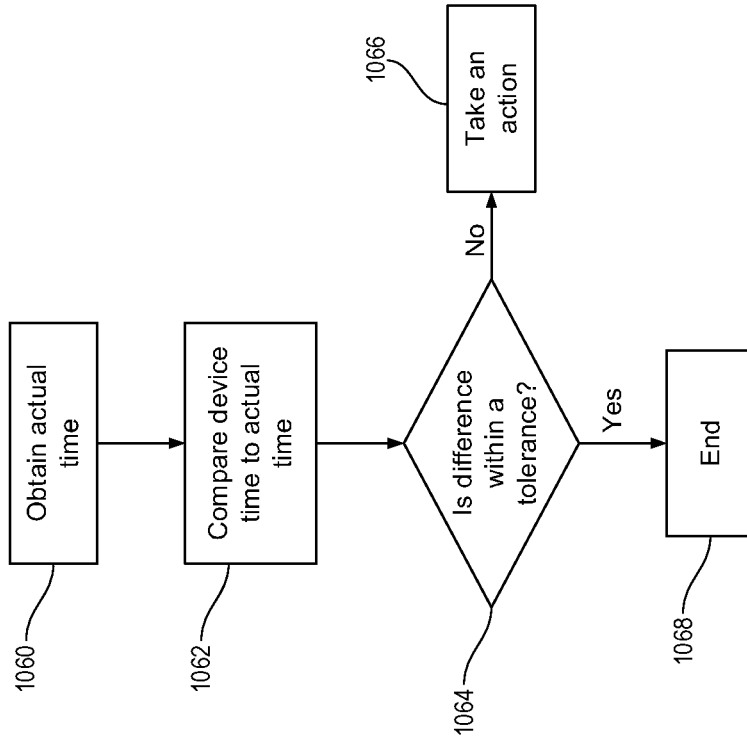 1060
Obtain actual
time
1062
Compare device
time to actual
time
1064
Is difference
within a
tolerance?
No
1066
Take an
action
Yes
1068
End